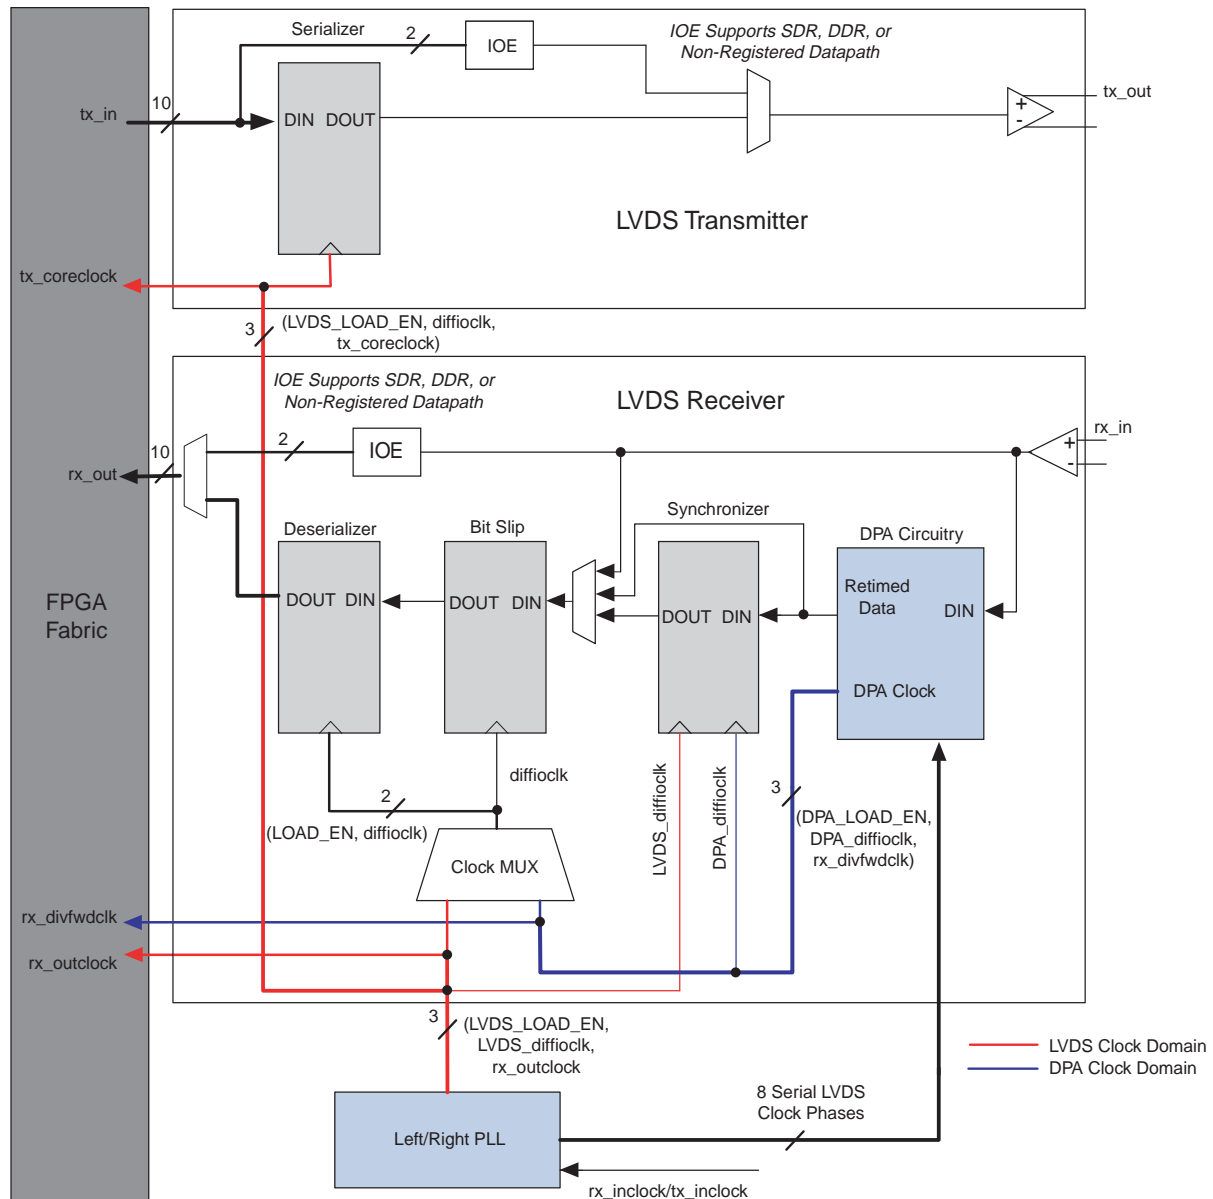 Serializer
2
IOE
IOE Supports SDR, DDR, or
Non-Registered Datapath
tx_in
10
DIN DOUT
+
-
tx_out
LVDS Transmitter
tx_coreclock
3
(LVDS_LOAD_EN, diffioclk,
tx_coreclock)
IOE Supports SDR, DDR, or
Non-Registered Datapath
LVDS Receiver
rx_in
+
-
2
IOE
10
rx_out
Deserializer
Bit Slip
Synchronizer
DPA Circuitry
DOUT DIN
DOUT DIN
DOUT DIN
Retimed
Data
DIN
FPGA
Fabric
DPA Clock
diffioclk
LVDS_diffioclk
DPA_diffioclk
2
(LOAD_EN, diffioclk)
3
(DPA_LOAD_EN,
DPA_diffioclk,
rx_divfwdclk)
Clock MUX
rx_divfwdclk
rx_outclock
3
(LVDS_LOAD_EN,
LVDS_diffioclk,
rx_outclock
LVDS Clock Domain
DPA Clock Domain
8 Serial LVDS
Clock Phases
Left/Right PLL
rx_inclock/tx_inclock